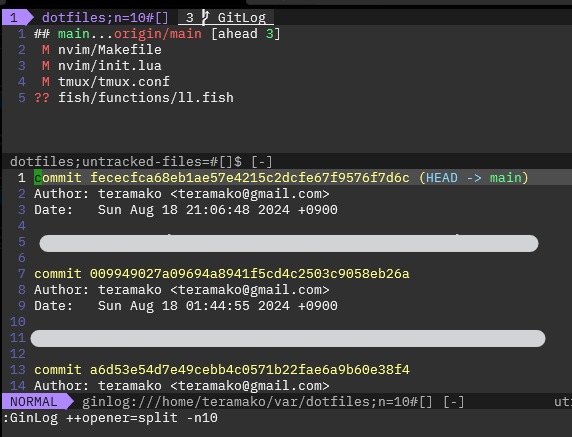 1 dotfiles;n=10#[] 3 GitLog
1 ## main...origin/main [ahead 3]
2 M nvim/Makefile
3 M nvim/init.lua
4 M tmux/tmux.conf
5 ?? fish/functions/ll.fish
dotfiles;untracked-files=#[]$ [-]
1 commit fececfca68eb1ae57e4215c2dcfe67f9576f7d6c (HEAD -> main)
2 Author: teramako <teramako@gmail.com>
3 Date:   Sun Aug 18 21:06:48 2024 +0900
4
5
6
7 commit 009949027a09694a8941f5cd4c2503c9058eb26a
8 Author: teramako <teramako@gmail.com>
9 Date:   Sun Aug 18 01:44:55 2024 +0900
10
11
12
13 commit a6d53e54d7e49cebb4c0571b22fae6a9b60e38f4
14 Author: teramako <teramako@gmail.com>
NORMAL ginlog:///home/teramako/var/dotfiles;n=10#[] [-] ut
:GinLog ++opener=split -n10